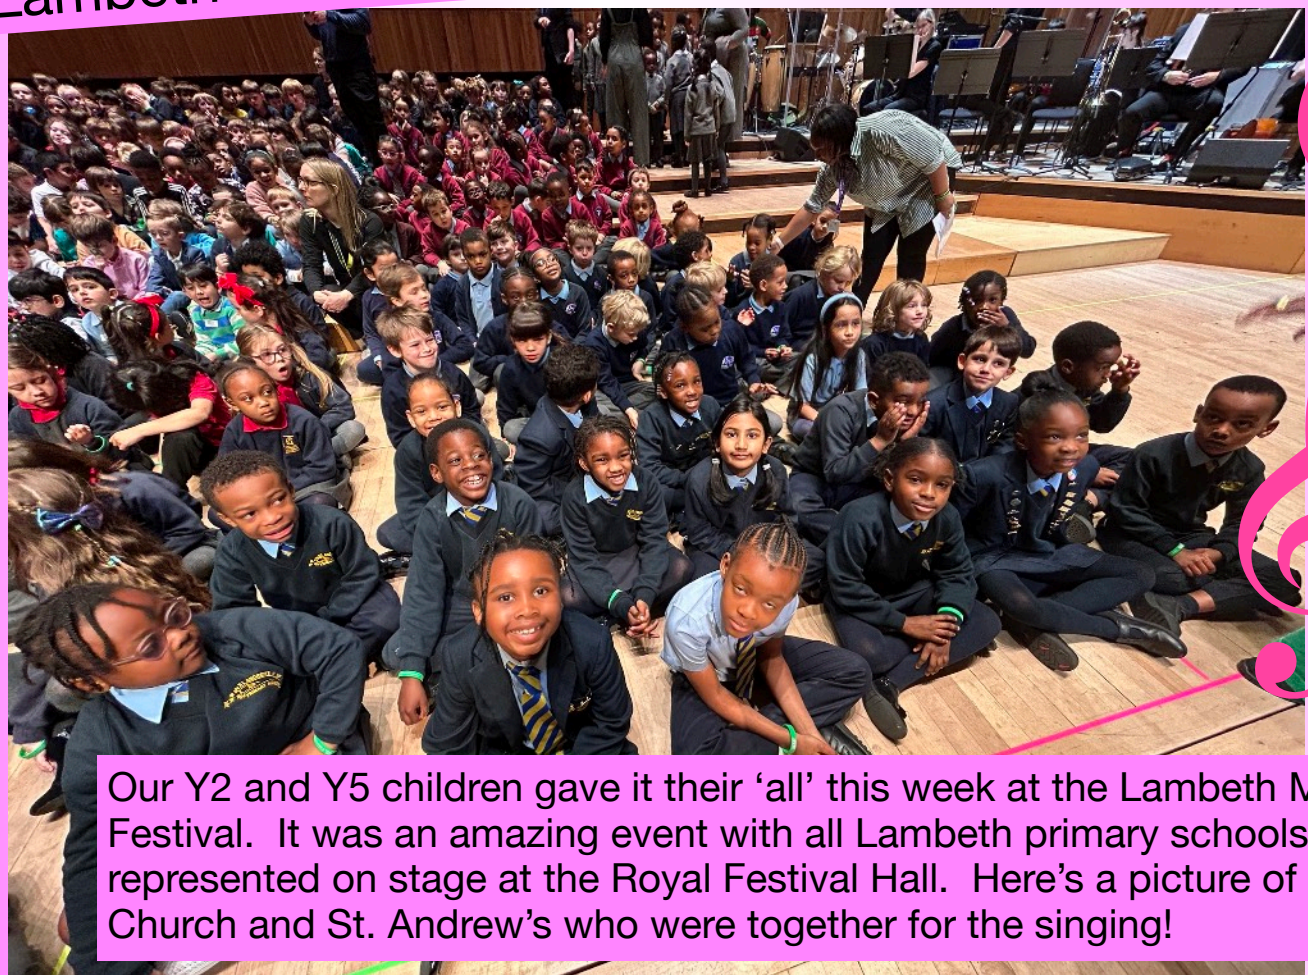 Lambeth
Our Y2 and Y5 children gave it their ‘all’ this week at the Lambeth
Festival.  It was an amazing event with all Lambeth primary schools
represented on stage at the Royal Festival Hall.  Here’s a picture of
Church and St. Andrew’s who were together for the singing!